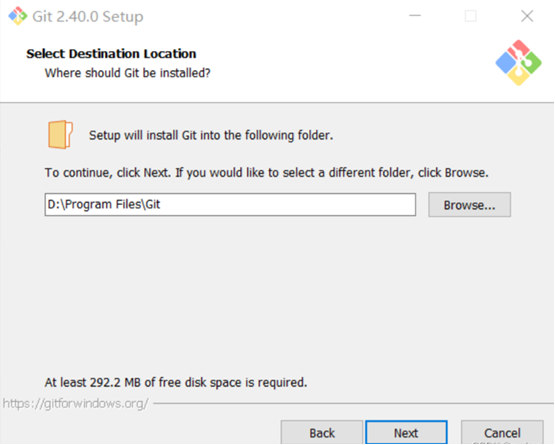 Git 2.40.0 Setup
Select Destination Location
Where should Git be installed?
Setup will install Git into the following folder.
To continue, click Next. If you would like to select a different folder, click Browse.
D:\Program Files\Git
Browse...
At least 292.2 MB of free disk space is required.
https://gitforwindows.org/
Back
Next
Cancel